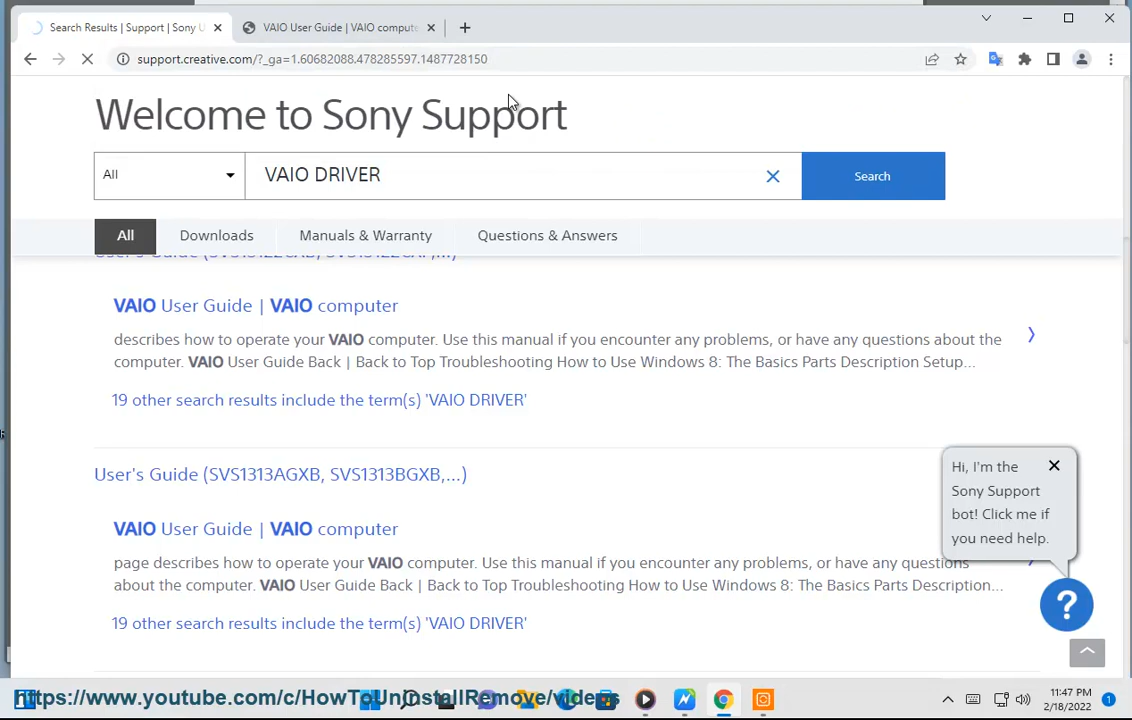 Search Results | Support | Sony U
VAIO User Guide | VAIO compute
support.creative.com/?_ga=1.60682088.478285597.1487728150
Welcome to Sony Support
All
VAIO DRIVER
Search
All
Downloads
Manuals & Warranty
Questions & Answers
User's Guide (SVS15122CXB, SVS15122CXP,...)
VAIO User Guide | VAIO computer
describes how to operate your VAIO computer. Use this manual if you encounter any problems, or have any questions about the
computer. VAIO User Guide Back | Back to Top Troubleshooting How to Use Windows 8: The Basics Parts Description Setup...
19 other search results include the term(s) 'VAIO DRIVER'
User's Guide (SVS1313AGXB, SVS1313BGXB,...)
VAIO User Guide | VAIO computer
page describes how to operate your VAIO computer. Use this manual if you encounter any problems, or have any questions
about the computer. VAIO User Guide Back | Back to Top Troubleshooting How to Use Windows 8: The Basics Parts Description...
19 other search results include the term(s) 'VAIO DRIVER'
Hi, I'm the
Sony Support
bot! Click me if
you need help.
?
https://www.youtube.com/c/HowToUninstallRemove/videos
11:47 PM
2/18/2022
1